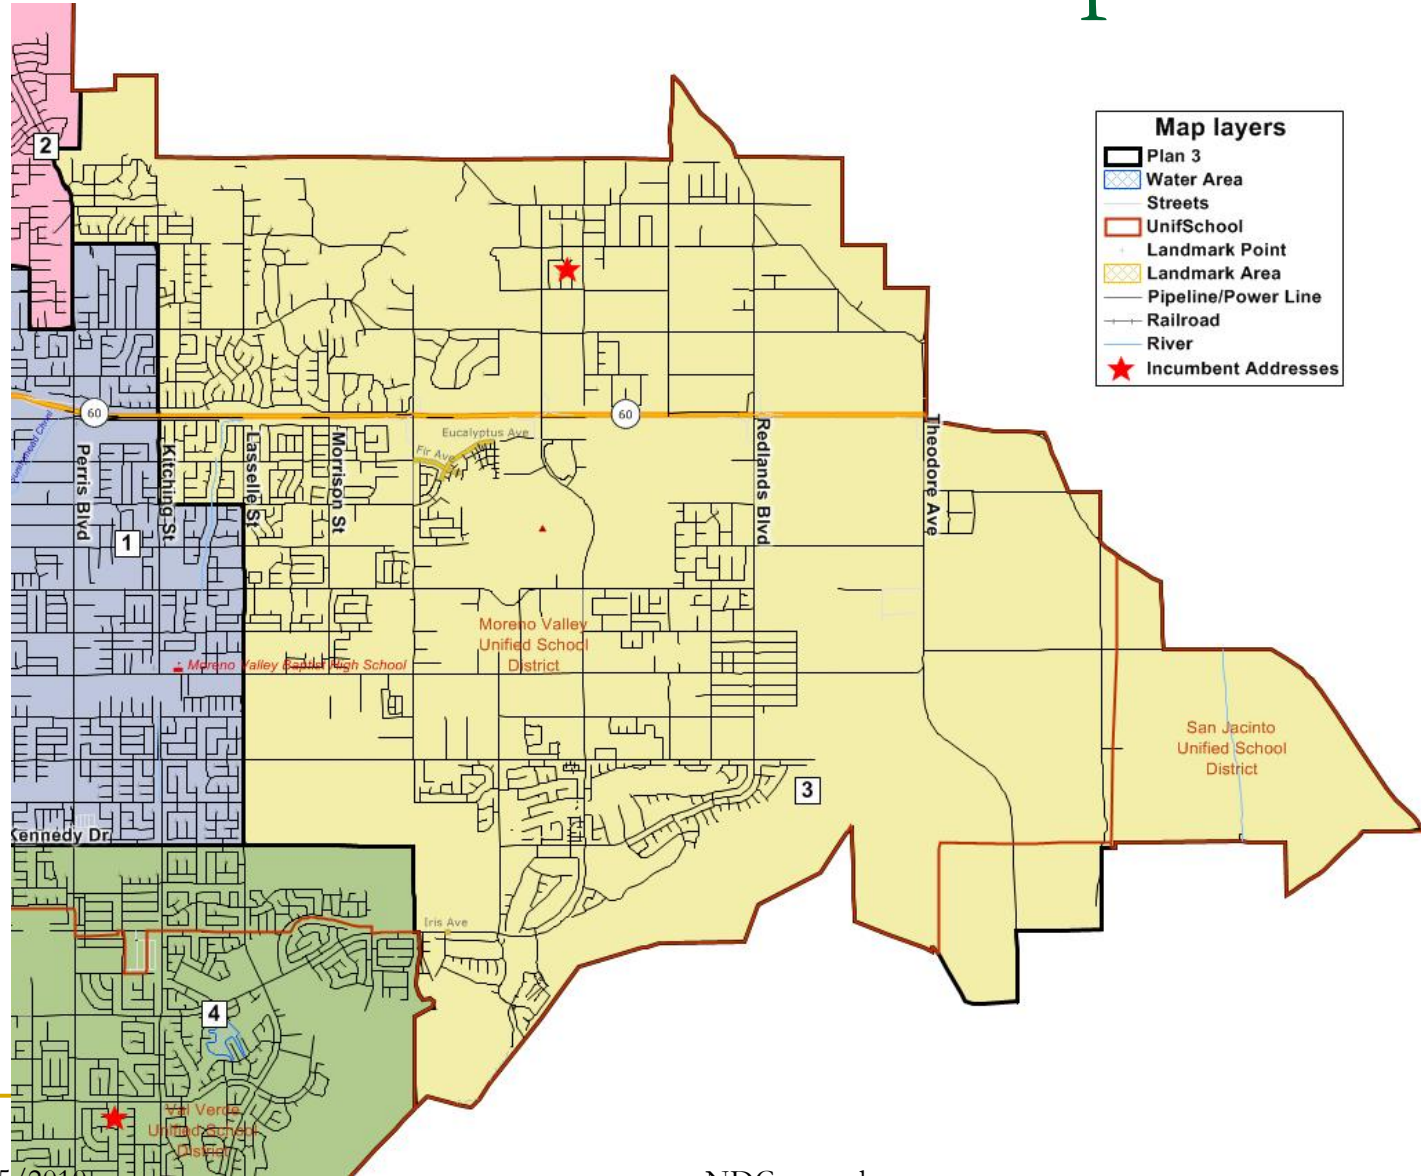 Map layers
Plan 3
Water Area
Streets
UnifSchool
Landmark Point
Landmark Area
Pipeline/Power Line
Railroad
River
Incumbent Addresses
2
60
60
Eucalyptus Ave
Fir Ave
Perris Blvd
Kitching St
Lasselle St
Morrison St
Redlands Blvd
Theodore Ave
1
Moreno Valley
Unified School
District
Moreno Valley Baptist High School
San Jacinto
Unified School
District
3
Kennedy Dr
Iris Ave
4
Val Verde
Unified School
District